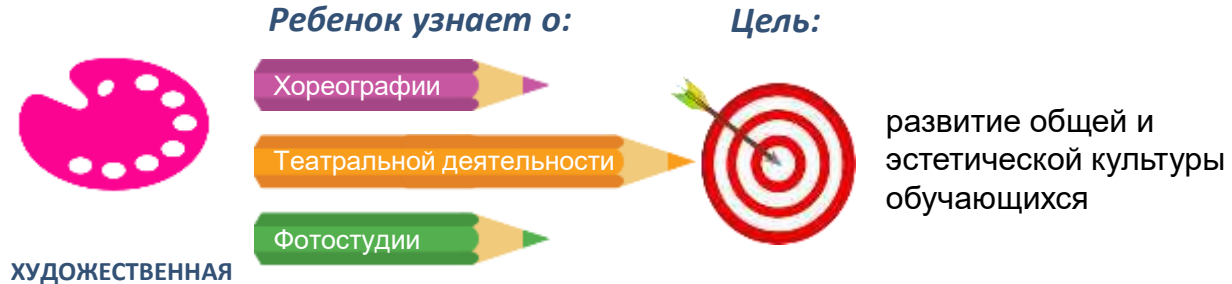 Ребенок узнает о:
Цель:
Хореографии
Театральной деятельности
Фотостудии
развитие общей и
эстетической культуры
обучающихся
ХУДОЖЕСТВЕННАЯ